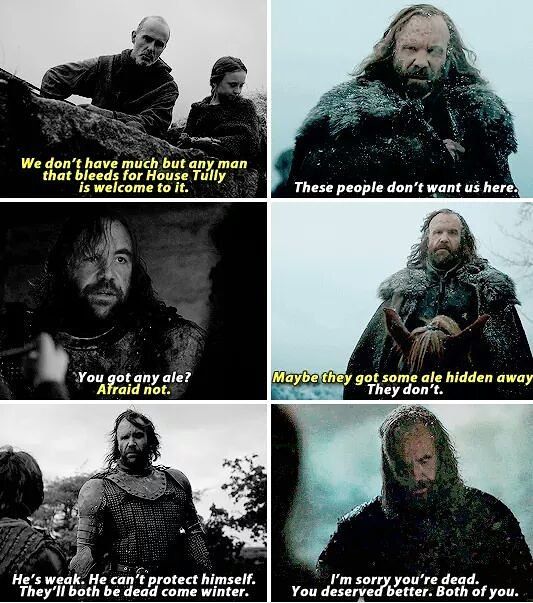 We don't have much but any man
that bleeds for House Tully
is welcome to it.
These people don't want us here.
You got any ale?
Afraid not.
Maybe they got some ale hidden away
They don't.
He's weak. He can't protect himself.
They'll both be dead come winter.
I'm sorry you're dead.
You deserved better. Both of you.